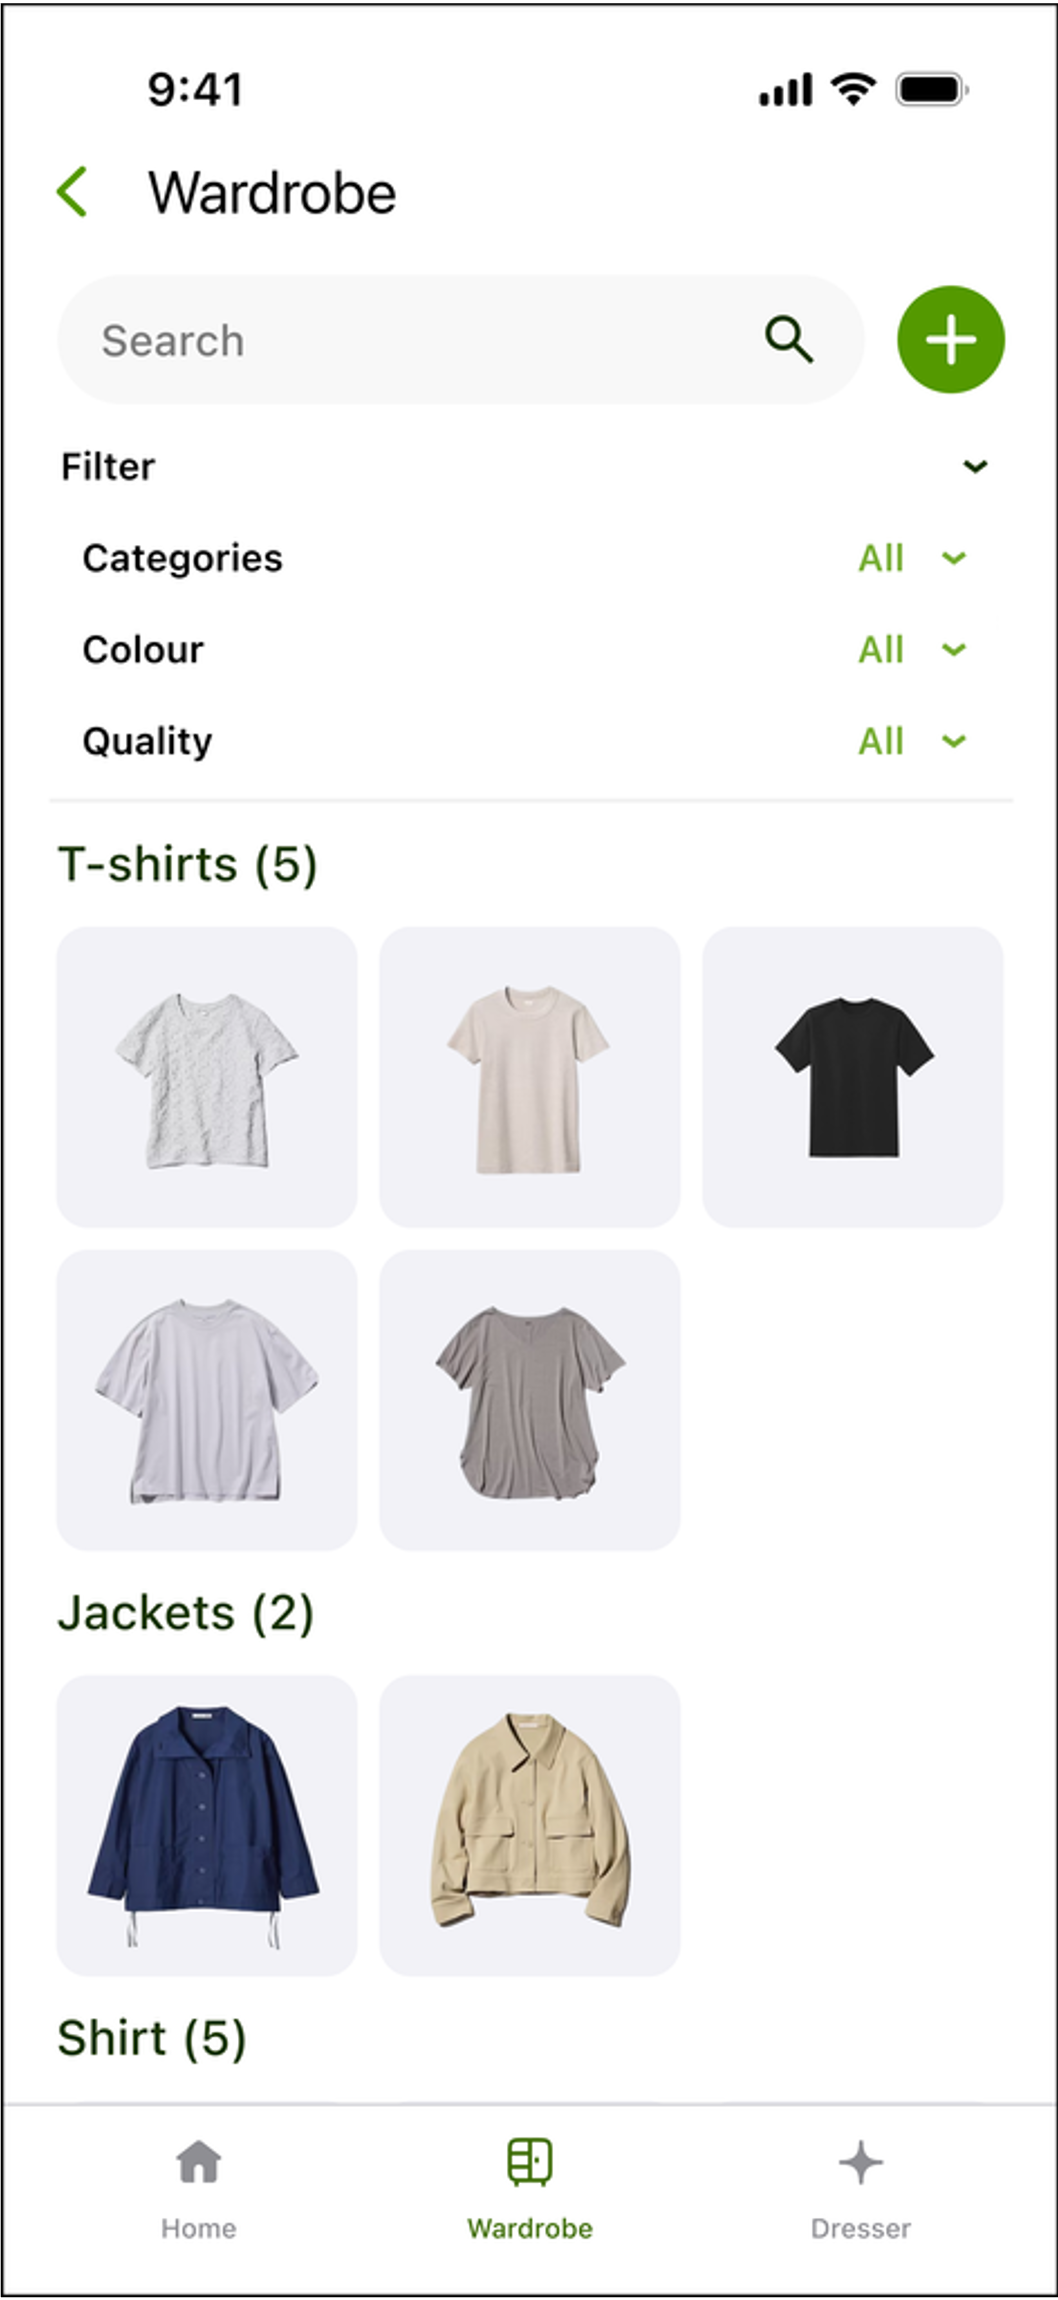 9:41
Wardrobe
Search
Filter
Categories All
Colour All
Quality All
T-shirts (5)
Jackets (2)
Shirt (5)
Home Wardrobe Dresser